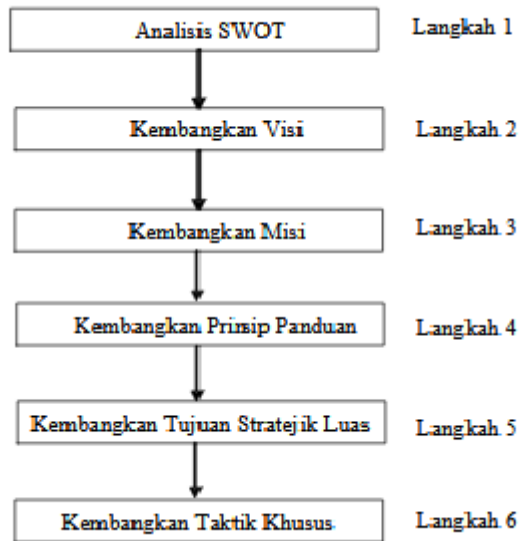 Analisis SWOT Langkah 1
Kembangkan Visi Langkah 2
Kembangkan Misi Langkah 3
Kembangkan Prinsip Panduan Langkah 4
Kembangkan Tujuan Stratejik Luas Langkah 5
Kembangkan Taktik Khusus Langkah 6